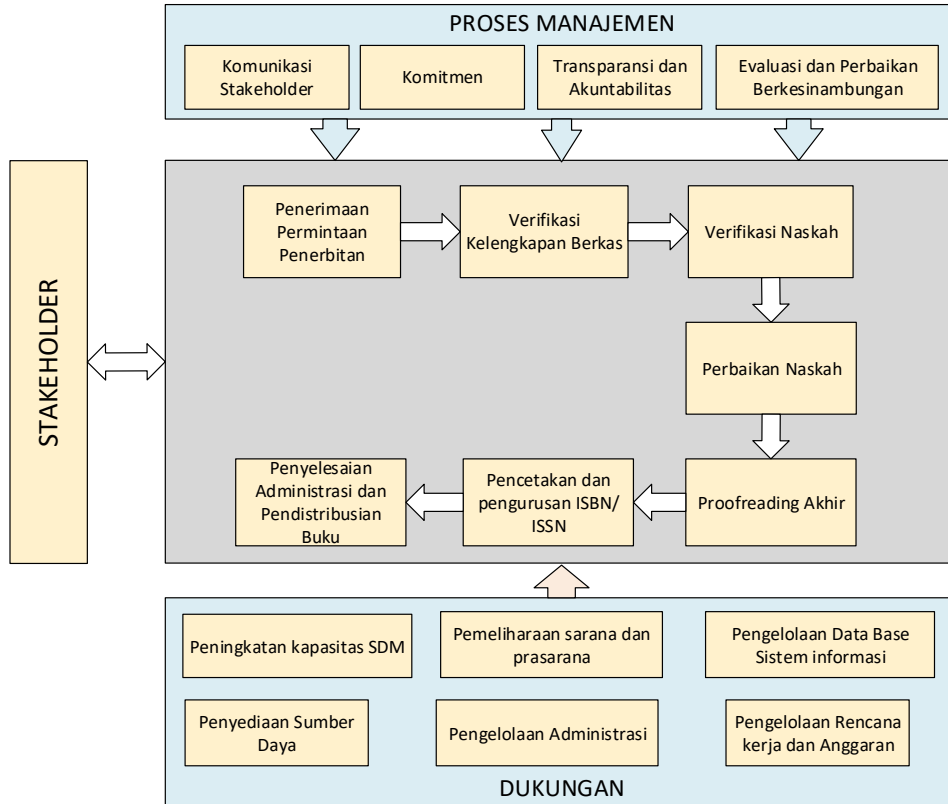 PROSES MANAJEMEN
Komunikasi
Stakeholder
Komitmen
Transparansi dan
Akuntabilitas
Evaluasi dan Perbaikan
Berkesinambungan
STAKEHOLDER
Penerimaan
Permintaan
Penerbitan
Verifikasi
Kelengkapan Berkas
Verifikasi Naskah
Perbaikan Naskah
Proofreading Akhir
Pencetakan dan
pengurusan ISBN/
ISSN
Penyelesaian
Administrasi dan
Pendistribusian
Buku
Peningkatan kapasitas SDM
Pemeliharaan sarana dan
prasarana
Pengelolaan Data Base
Sistem informasi
Penyediaan Sumber
Daya
Pengelolaan Administrasi
Pengelolaan Rencana
kerja dan Anggaran
DUKUNGAN